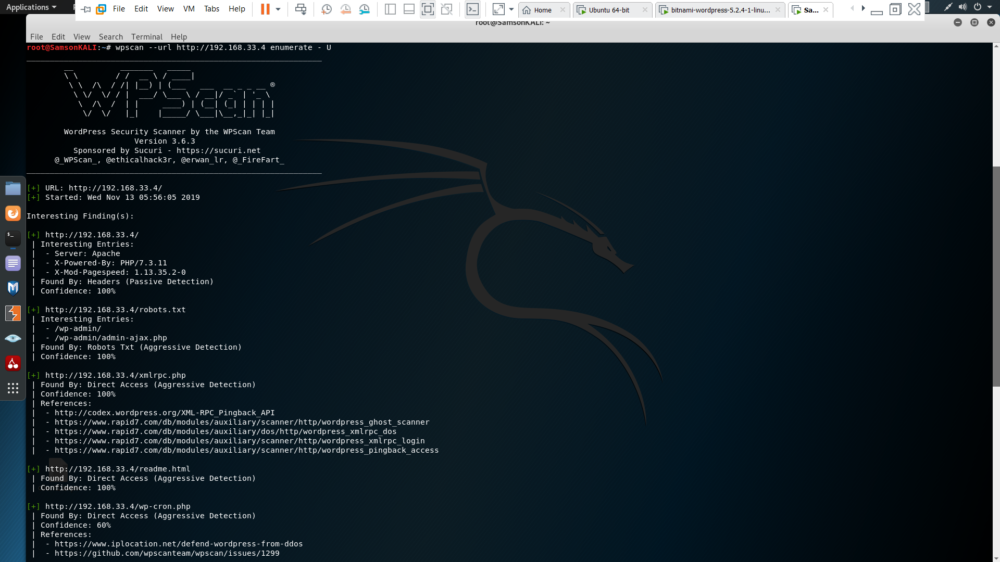 Applications
File Edit View VM Tabs Help
Home
Ubuntu 64-bit
bitnami-wordpress-5.2.4-1-linu...
Sa...
root@SamsonKALI: ~
File Edit View Search Terminal Help
root@SamsonKALI:~# wpscan --url http://192.168.33.4 enumerate - U
_______________________________________________________________
        __          _______   _____
        \ \        / /  __ \ / ____|
         \ \  /\  / /| |__) | (___   ___  __ _ _ __ ®
          \ \/  \/ / |  ___/ \___ \ / __|/ _` | '_ \
           \  /\  /  | |     ____) | (__| (_| | | | |
            \/  \/   |_|    |_____/ \___|\__,_|_| |_|
WordPress Security Scanner by the WPScan Team
Version 3.6.3
Sponsored by Sucuri - https://sucuri.net
@_WPScan_, @ethicalhack3r, @erwan_lr, @_FireFart_
_______________________________________________________________
[+] URL: http://192.168.33.4/
[+] Started: Wed Nov 13 05:56:05 2019
Interesting Finding(s):
[+] http://192.168.33.4/
| Interesting Entries:
|  - Server: Apache
|  - X-Powered-By: PHP/7.3.11
|  - X-Mod-Pagespeed: 1.13.35.2-0
| Found By: Headers (Passive Detection)
| Confidence: 100%
[+] http://192.168.33.4/robots.txt
| Interesting Entries:
|  - /wp-admin/
|  - /wp-admin/admin-ajax.php
| Found By: Robots Txt (Aggressive Detection)
| Confidence: 100%
[+] http://192.168.33.4/xmlrpc.php
| Found By: Direct Access (Aggressive Detection)
| Confidence: 100%
| References:
|  - http://codex.wordpress.org/XML-RPC_Pingback_API
|  - https://www.rapid7.com/db/modules/auxiliary/scanner/http/wordpress_ghost_scanner
|  - https://www.rapid7.com/db/modules/auxiliary/dos/http/wordpress_xmlrpc_dos
|  - https://www.rapid7.com/db/modules/auxiliary/scanner/http/wordpress_xmlrpc_login
|  - https://www.rapid7.com/db/modules/auxiliary/scanner/http/wordpress_pingback_access
[+] http://192.168.33.4/readme.html
| Found By: Direct Access (Aggressive Detection)
| Confidence: 100%
[+] http://192.168.33.4/wp-cron.php
| Found By: Direct Access (Aggressive Detection)
| Confidence: 60%
| References:
|  - https://www.iplocation.net/defend-wordpress-from-ddos
|  - https://github.com/wpscanteam/wpscan/issues/1299